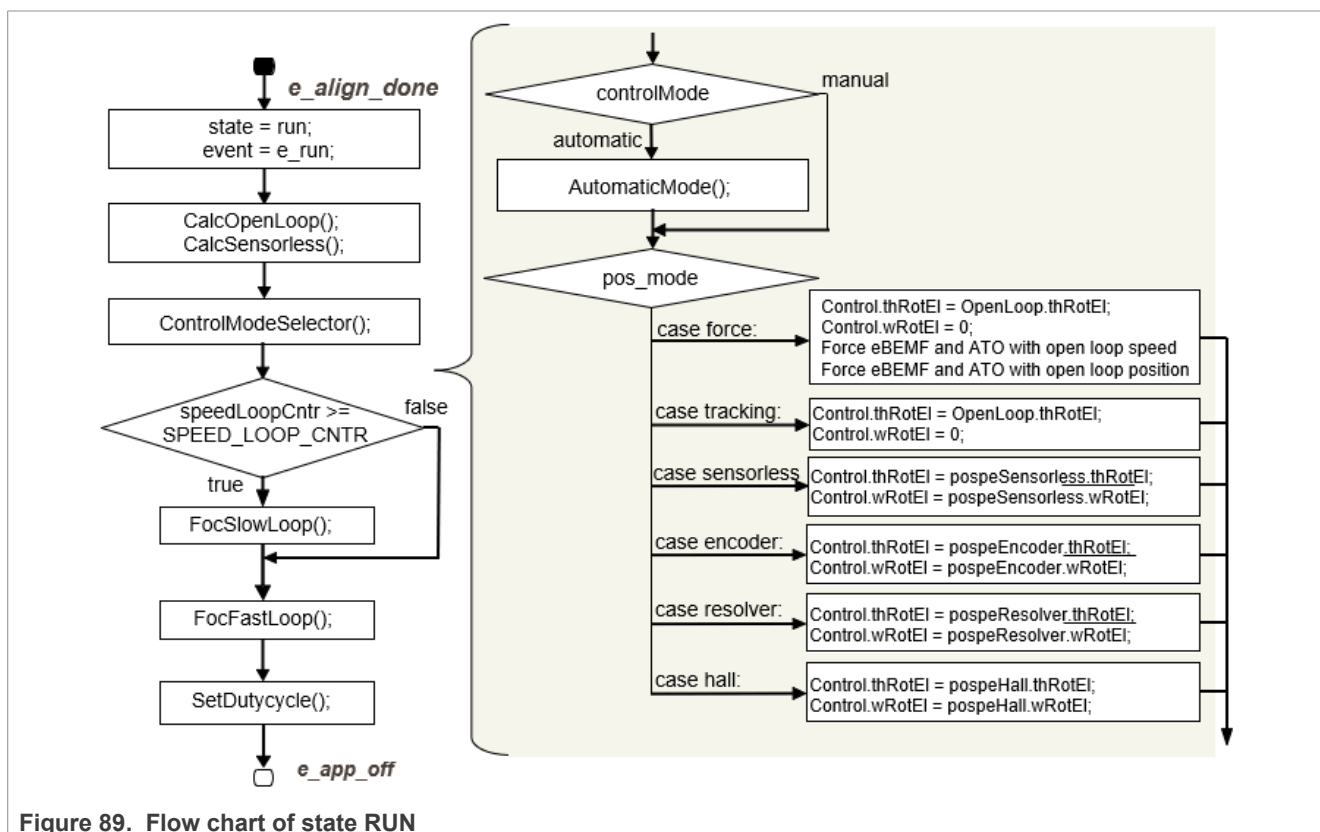 e_align_done
state = run;
event = e_run;
CalcOpenLoop();
CalcSensorless();
ControlModeSelector();
speedLoopCntr >=
SPEED_LOOP_CNTR
false
true
FocSlowLoop();
FocFastLoop();
SetDutycycle();
e_app_off
controlMode
manual
automatic
AutomaticMode();
pos_mode
case force:
Control.thRotEl = OpenLoop.thRotEl;
Control.wRotEl = 0;
Force eBEMF and ATO with open loop speed
Force eBEMF and ATO with open loop position
case tracking:
Control.thRotEl = OpenLoop.thRotEl;
Control.wRotEl = 0;
case sensorless
Control.thRotEl = pospeSensorless.thRotEl;
Control.wRotEl = pospeSensorless.wRotEl;
case encoder:
Control.thRotEl = pospeEncoder.thRotEl;
Control.wRotEl = pospeEncoder.wRotEl;
case resolver:
Control.thRotEl = pospeResolver.thRotEl;
Control.wRotEl = pospeResolver.wRotEl;
case hall:
Control.thRotEl = pospeHall.thRotEl;
Control.wRotEl = pospeHall.wRotEl;
Figure 89. Flow chart of state RUN